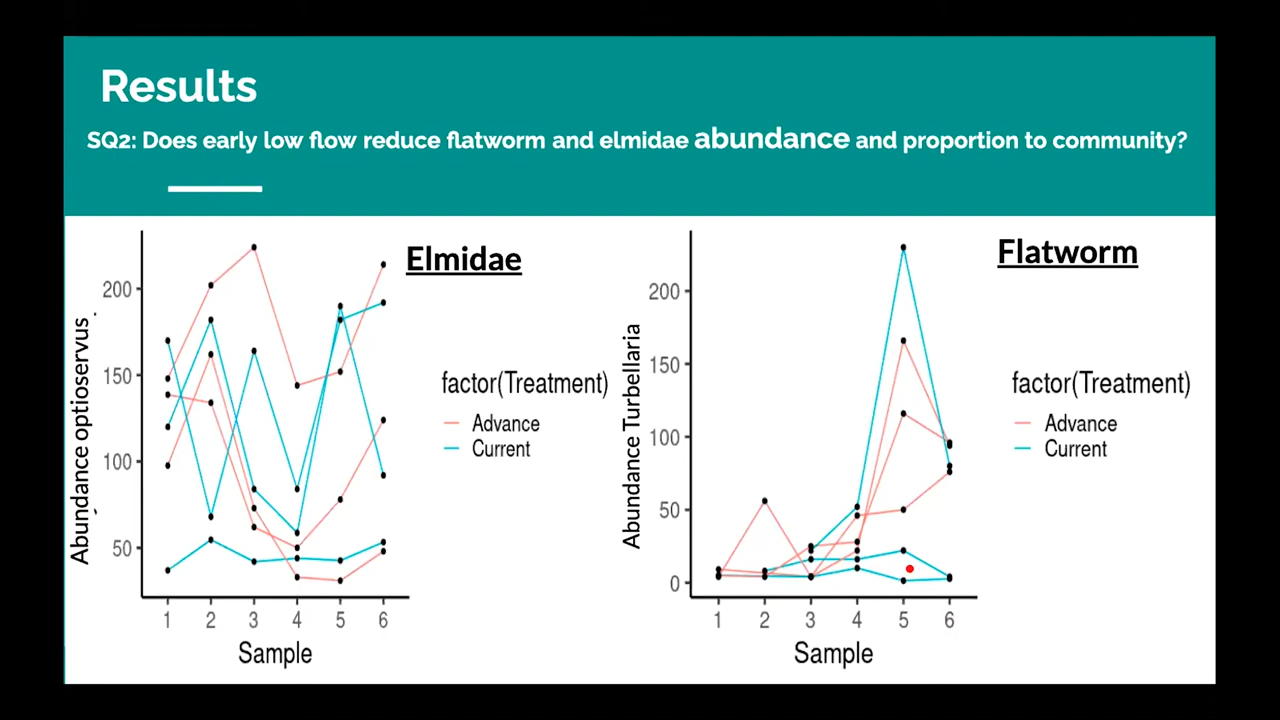 Results
SQ2: Does early low flow reduce flatworm and elmidae abundance and proportion to community?
Elmidae
Abundance optioservus
200
150
100
50
1 2 3 4 5 6
Sample
factor(Treatment)
Advance
Current
Flatworm
Abundance Turbellaria
200
150
100
50
0
1 2 3 4 5 6
Sample
factor(Treatment)
Advance
Current